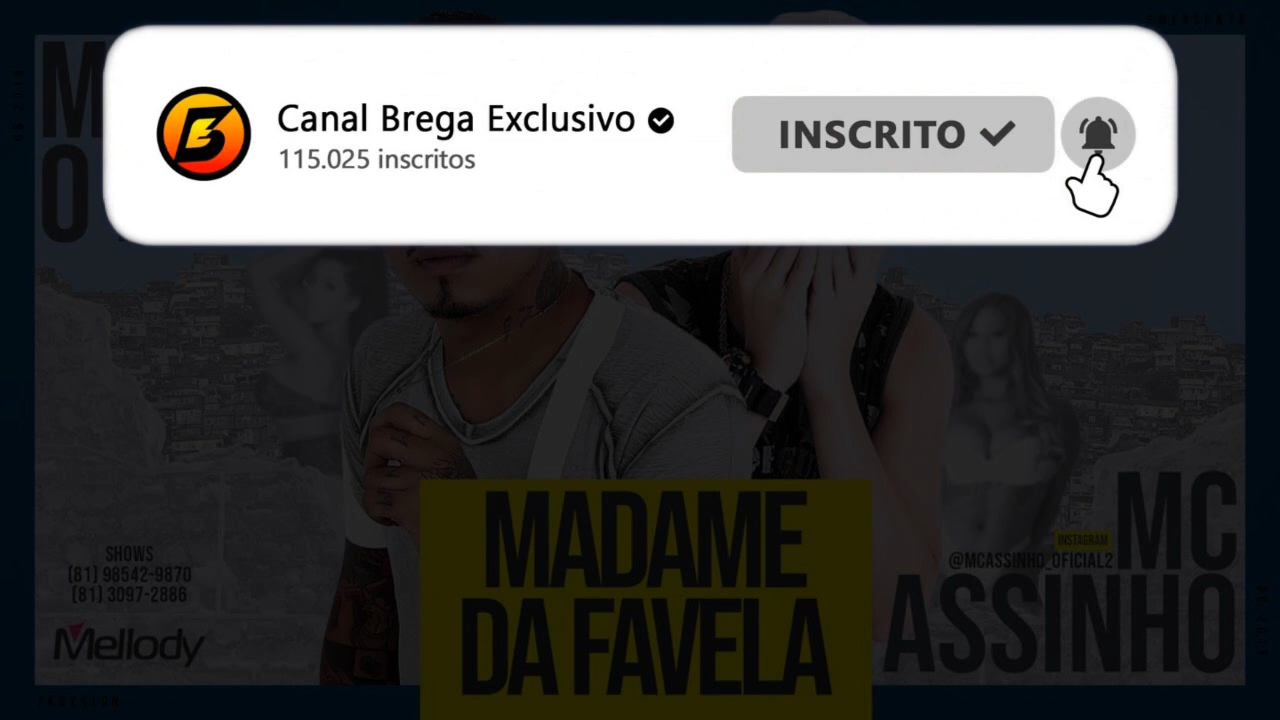 Canal Brega Exclusivo
115.025 inscritos
INSCRITO
M
O
MADAME
DA FAVELA
SHOWS
(81) 98542-9870
(81) 3097-2886
Mellody
INSTAGRAM
@MCASSINHO_OFICIAL2
MC
ASSINHO